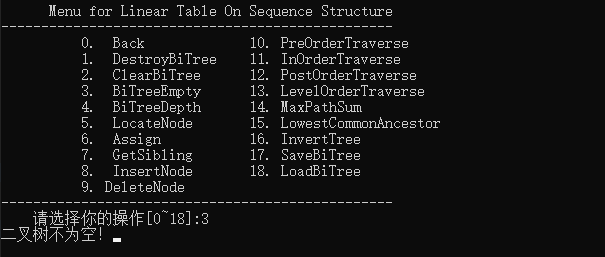 Menu for Linear Table On Sequence Structure
-------------------------------------------------
0. Back 10. PreOrderTraverse
1. DestroyBiTree 11. InOrderTraverse
2. ClearBiTree 12. PostOrderTraverse
3. BiTreeEmpty 13. LevelOrderTraverse
4. BiTreeDepth 14. MaxPathSum
5. LocateNode 15. LowestCommonAncestor
6. Assign 16. InvertTree
7. GetSibling 17. SaveBiTree
8. InsertNode 18. LoadBiTree
9. DeleteNode
-------------------------------------------------
请选择你的操作[0~18]:3
二叉树不为空!